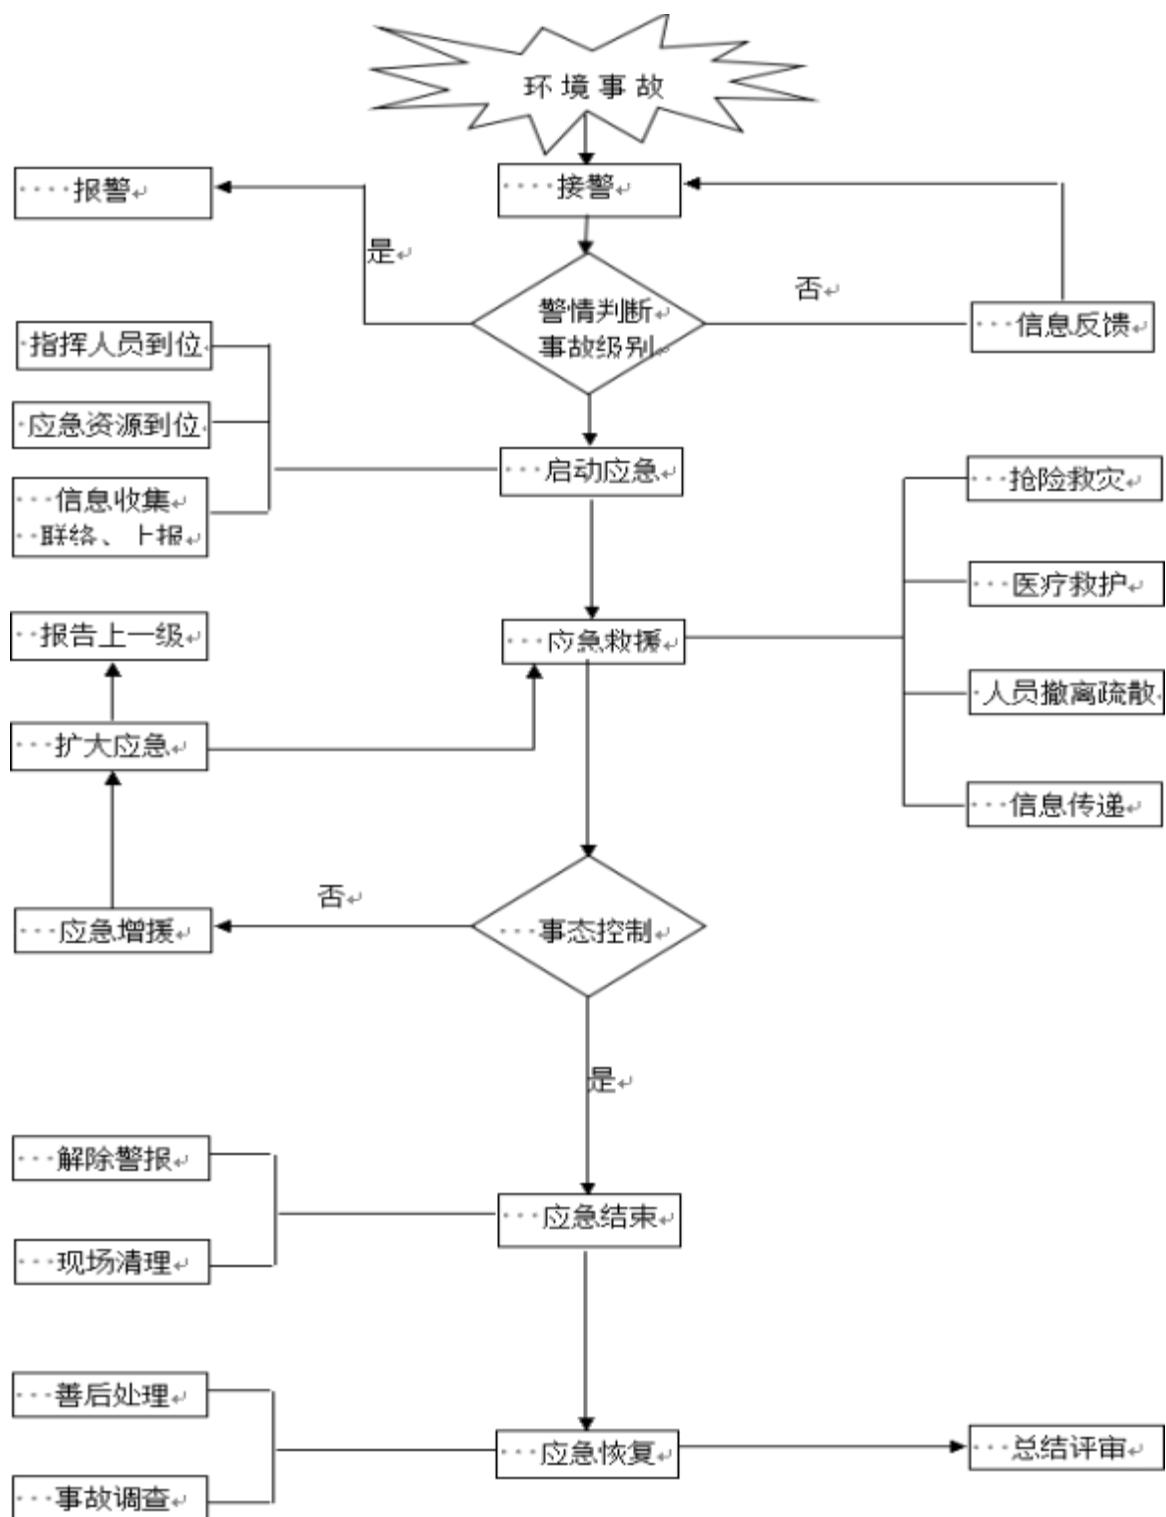 环境事故
接警
报警
是
否
警情判断
事故级别
信息反馈
指挥人员到位
应急资源到位
启动应急
信息收集
联络、上报
抢险救灾
医疗救护
报告上一级
应急救援
人员撤离疏散
扩大应急
信息传递
否
应急增援
事态控制
是
解除警报
应急结束
现场清理
善后处理
应急恢复
总结评审
事故调查